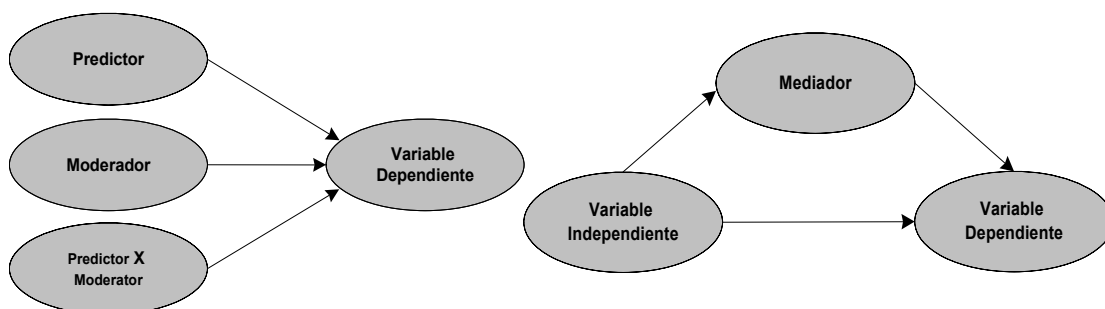 Predictor
Moderador
Predictor X
Moderator
Variable
Dependiente
Mediador
Variable
Independiente
Variable
Dependiente